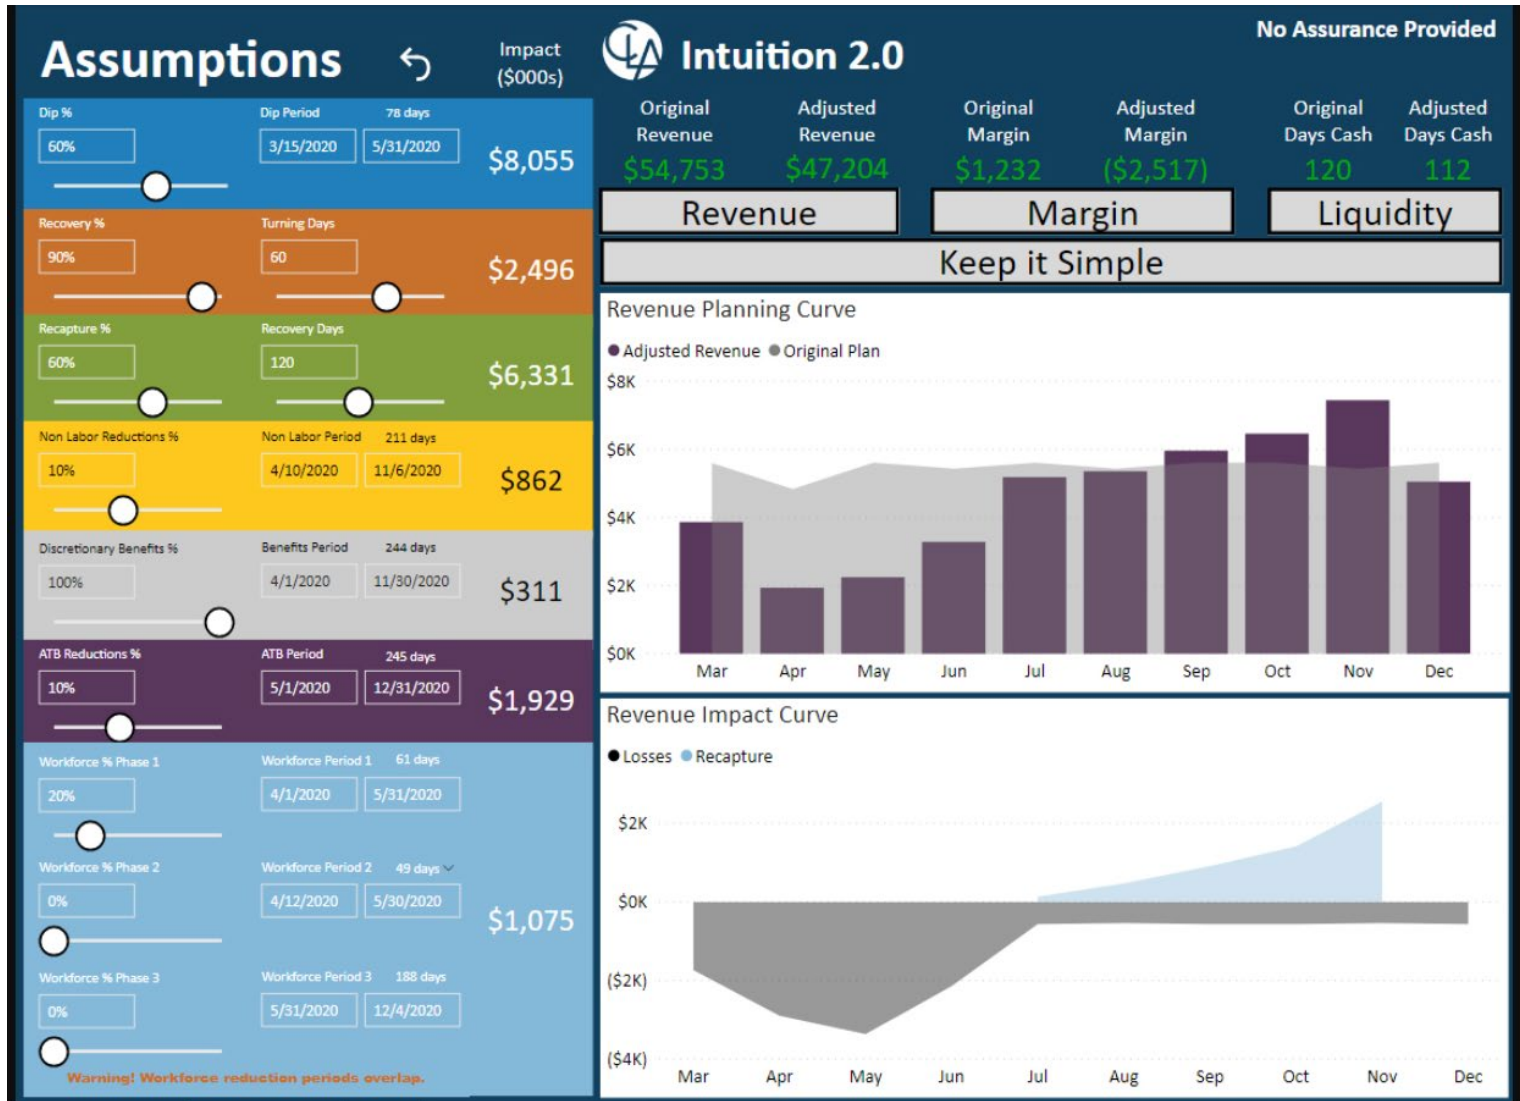 Assumptions
Impact
($000s)
Dip %
Dip Period
78 days
60%
3/15/2020
5/31/2020
$8,055
Recovery %
Turning Days
90%
60
$2,496
Recapture %
Recovery Days
60%
120
$6,331
Non Labor Reductions %
Non Labor Period
211 days
10%
4/10/2020
11/6/2020
$862
Discretionary Benefits %
Benefits Period
244 days
100%
4/1/2020
11/30/2020
$311
ATB Reductions %
ATB Period
245 days
10%
5/1/2020
12/31/2020
$1,929
Workforce % Phase 1
Workforce Period 1
61 days
20%
4/1/2020
5/31/2020
Workforce % Phase 2
Workforce Period 2
49 days
0%
4/12/2020
5/30/2020
$1,075
Workforce % Phase 3
Workforce Period 3
188 days
0%
5/31/2020
12/4/2020
Warning! Workforce reduction periods overlap.
CLA
Intuition 2.0
No Assurance Provided
Original
Revenue
Adjusted
Revenue
Original
Margin
Adjusted
Margin
Original
Days Cash
Adjusted
Days Cash
$54,753
$47,204
$1,232
($2,517)
120
112
Revenue
Margin
Liquidity
Keep it Simple
Revenue Planning Curve
Adjusted Revenue
Original Plan
$8K
$6K
$4K
$2K
$0K
Mar
Apr
May
Jun
Jul
Aug
Sep
Oct
Nov
Dec
Revenue Impact Curve
Losses
Recapture
$2K
$0K
($2K)
($4K)
Mar
Apr
May
Jun
Jul
Aug
Sep
Oct
Nov
Dec